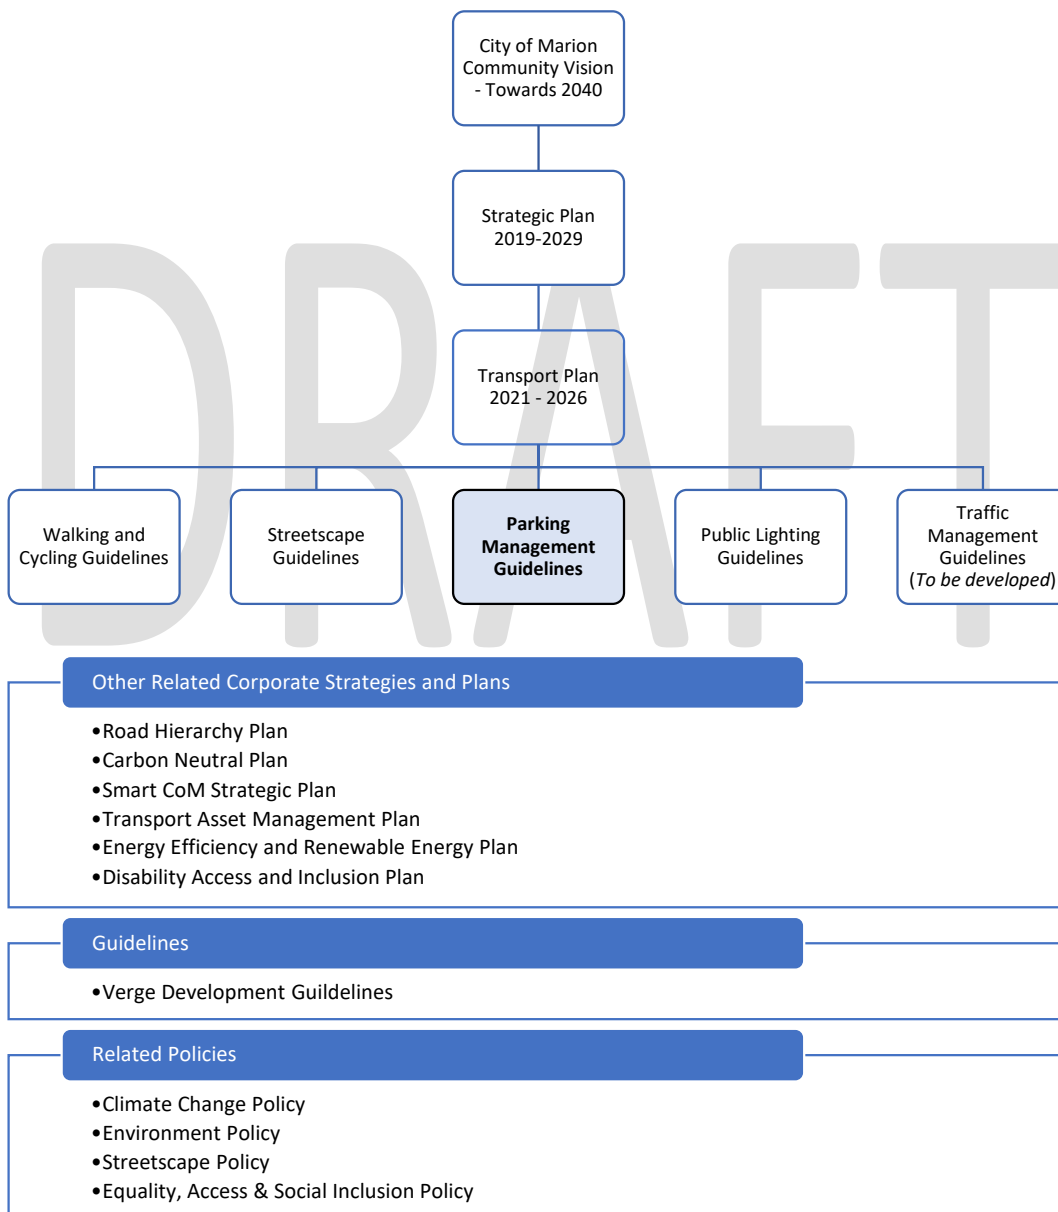 City of Marion
Community Vision
- Towards 2040
Strategic Plan
2019-2029
Transport Plan
2021 - 2026
Walking and
Cycling Guidelines
Streetscape
Guidelines
Parking
Management
Guidelines
Public Lighting
Guidelines
Traffic
Management
Guidelines
(To be developed)
DRAFT
Other Related Corporate Strategies and Plans
•Road Hierarchy Plan
•Carbon Neutral Plan
•Smart CoM Strategic Plan
•Transport Asset Management Plan
•Energy Efficiency and Renewable Energy Plan
•Disability Access and Inclusion Plan
Guidelines
•Verge Development Guildelines
Related Policies
•Climate Change Policy
•Environment Policy
•Streetscape Policy
•Equality, Access & Social Inclusion Policy